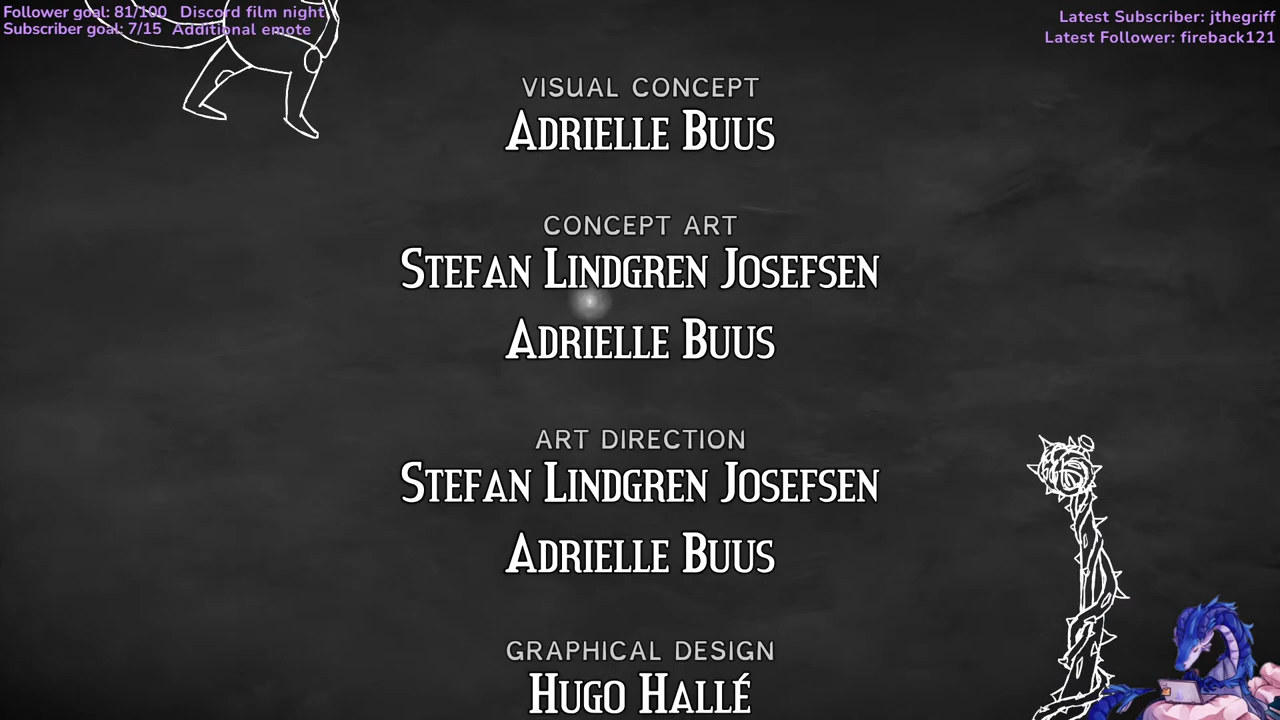 Follower goal: 81/100 Discord film night
Subscriber goal: 7/15 Additional emote
Latest Subscriber: jthegriff
Latest Follower: fireback121
VISUAL CONCEPT
ADRIELLE BUUS
CONCEPT ART
STEFAN LINDGREN JOSEFSEN
ADRIELLE BUUS
ART DIRECTION
STEFAN LINDGREN JOSEFSEN
ADRIELLE BUUS
GRAPHICAL DESIGN
HUGO HALLÉ